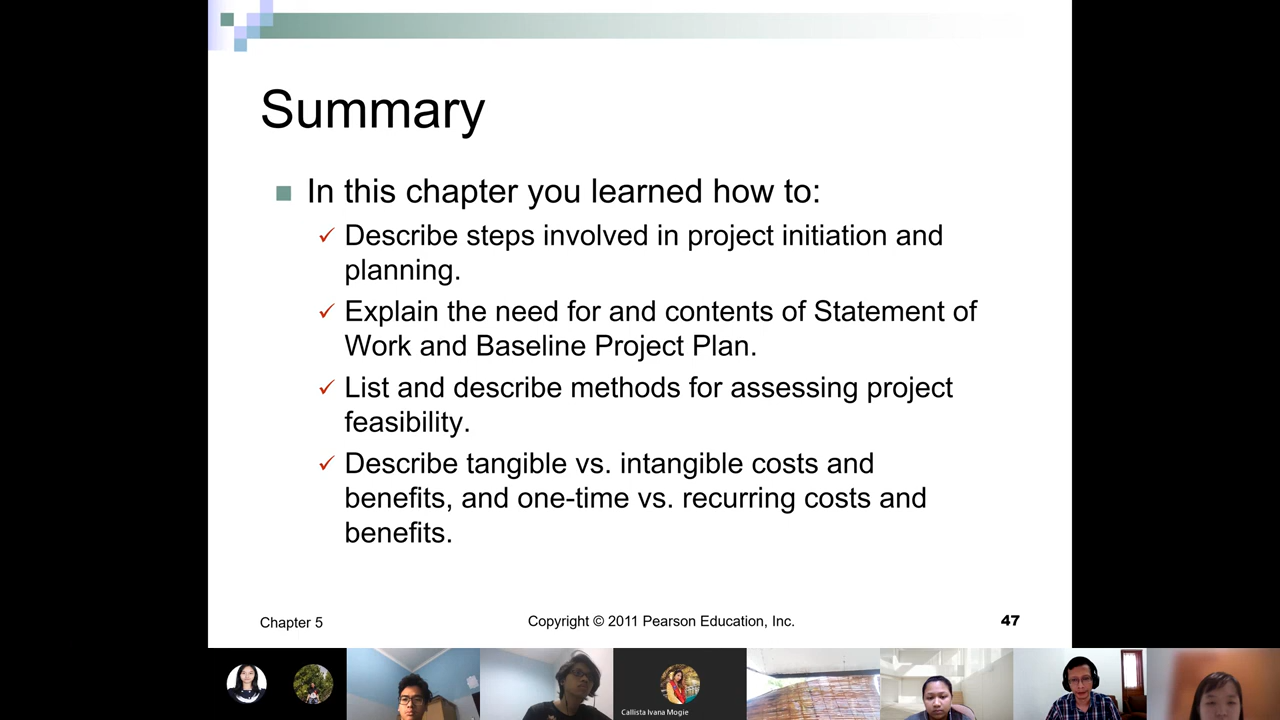 Summary
In this chapter you learned how to:
Describe steps involved in project initiation and
planning.
Explain the need for and contents of Statement of
Work and Baseline Project Plan.
List and describe methods for assessing project
feasibility.
Describe tangible vs. intangible costs and
benefits, and one-time vs. recurring costs and
benefits.
Chapter 5
Copyright © 2011 Pearson Education, Inc.
47
Callista Ivana Mogie